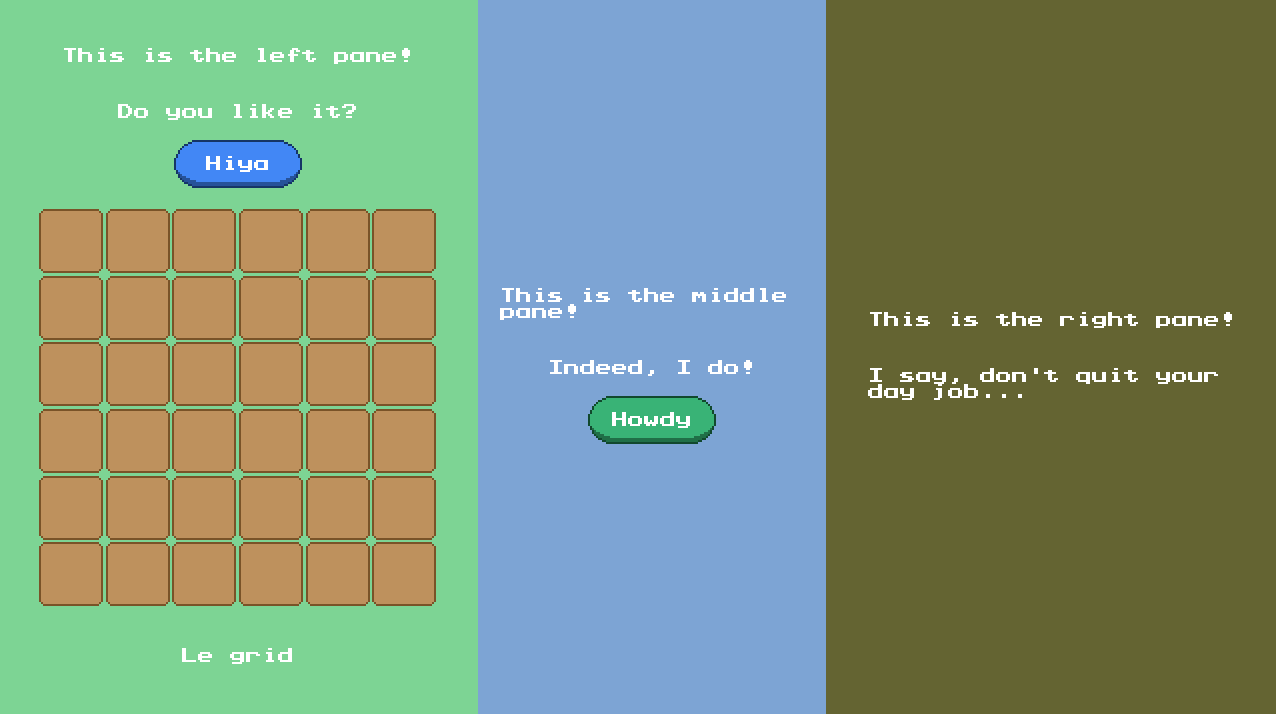 This is the left pane!
Do you like it?
Hiya
Le grid
This is the middle
pane!
Indeed, I do!
Howdy
This is the right pane!
I say, don't quit your
day job...